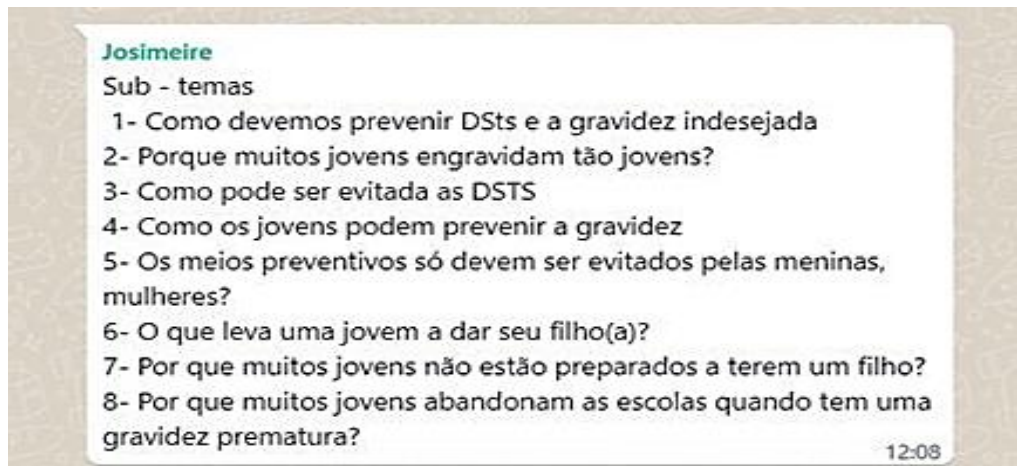 Josimeire
Sub - temas
1- Como devemos prevenir DSts e a gravidez indesejada
2- Porque muitos jovens engravidam tão jovens?
3- Como pode ser evitada as DSTS
4- Como os jovens podem prevenir a gravidez
5- Os meios preventivos só devem ser evitados pelas meninas,
mulheres?
6- O que leva uma jovem a dar seu filho(a)?
7- Por que muitos jovens não estão preparados a terem um filho?
8- Por que muitos jovens abandonam as escolas quando tem uma
gravidez prematura?
12:08